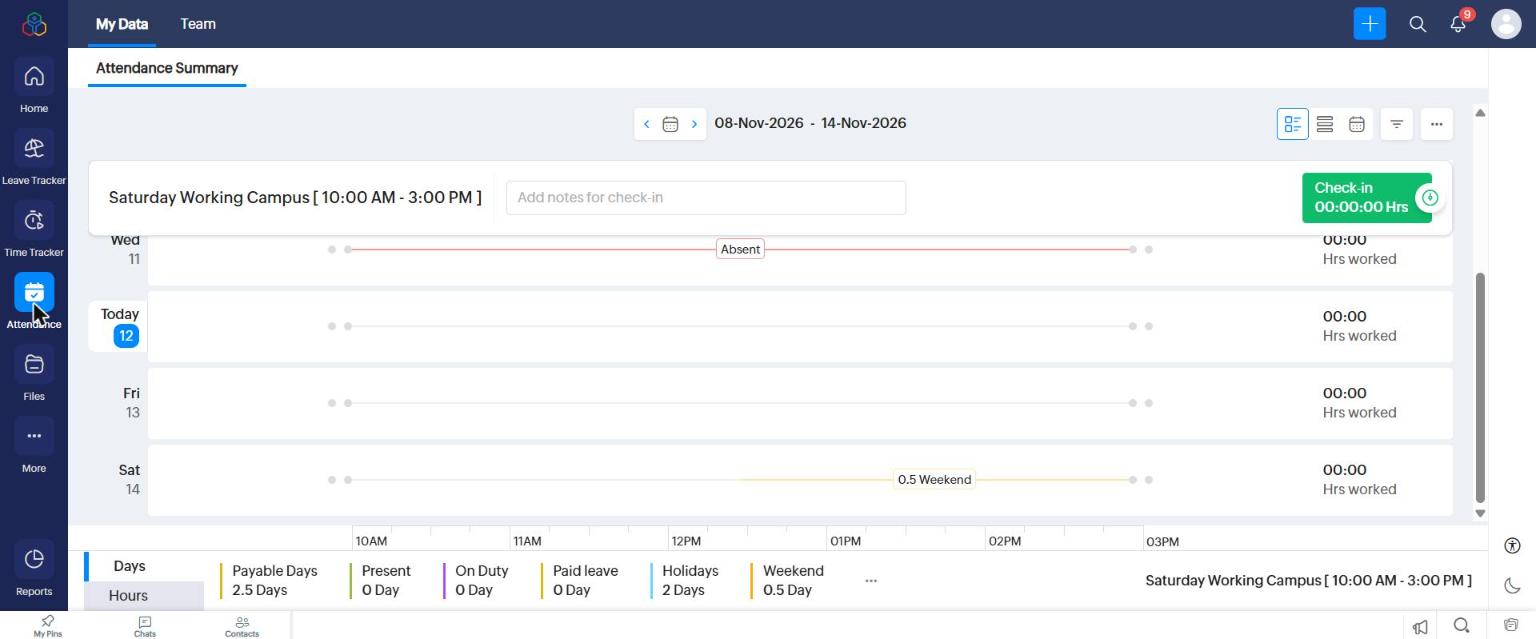 My Data
Team
9
Attendance Summary
Home
Leave Tracker
Time Tracker
Attendance
Files
More
Reports
08-Nov-2026 - 14-Nov-2026
Saturday Working Campus [ 10:00 AM - 3:00 PM ]
Add notes for check-in
Check-in
00:00:00 Hrs
Wed
11
Absent
00:00
Hrs worked
Today
12
00:00
Hrs worked
Fri
13
00:00
Hrs worked
Sat
14
0.5 Weekend
00:00
Hrs worked
10AM 11AM 12PM 01PM 02PM 03PM
Days
Hours
Payable Days
2.5 Days
Present
0 Day
On Duty
0 Day
Paid leave
0 Day
Holidays
2 Days
Weekend
0.5 Day
Saturday Working Campus [ 10:00 AM - 3:00 PM ]
My Pins
Chats
Contacts